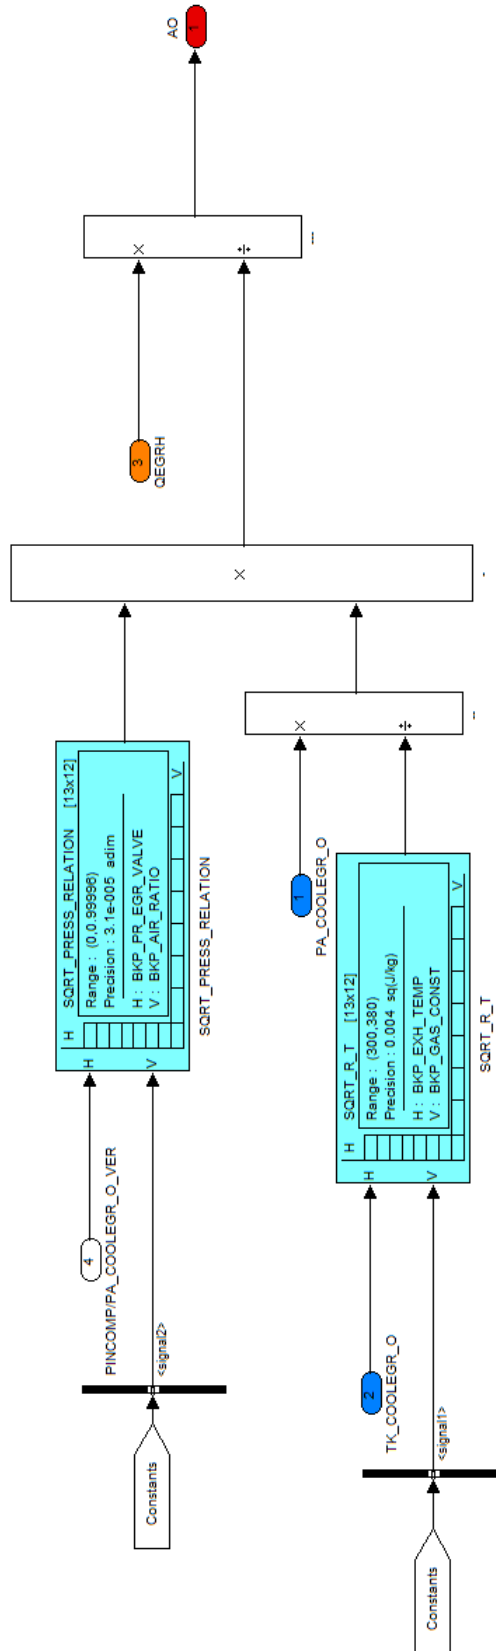 Constants
<signal2>
4
PINCOMP/PA_COOLEGR_O_VER
H
V
H SQRT_PRESS_RELATION [13x12]
Range : (0,0.99996)
Precision : 3.1e-005 adim
H : BKP_PR_EGR_VALVE
V : BKP_AIR_RATIO
V
SQRT_PRESS_RELATION
Constants
<signal1>
2
TK_COOLEGR_O
H
V
H SQRT_R_T [13x12]
Range : (300,380)
Precision : 0.004 sq(J/kg)
H : BKP_EXH_TEMP
V : BKP_GAS_CONST
V
SQRT_R_T
1
PA_COOLEGR_O
×
÷
--
×
-
3
QEGRH
×
÷
---
1
AO